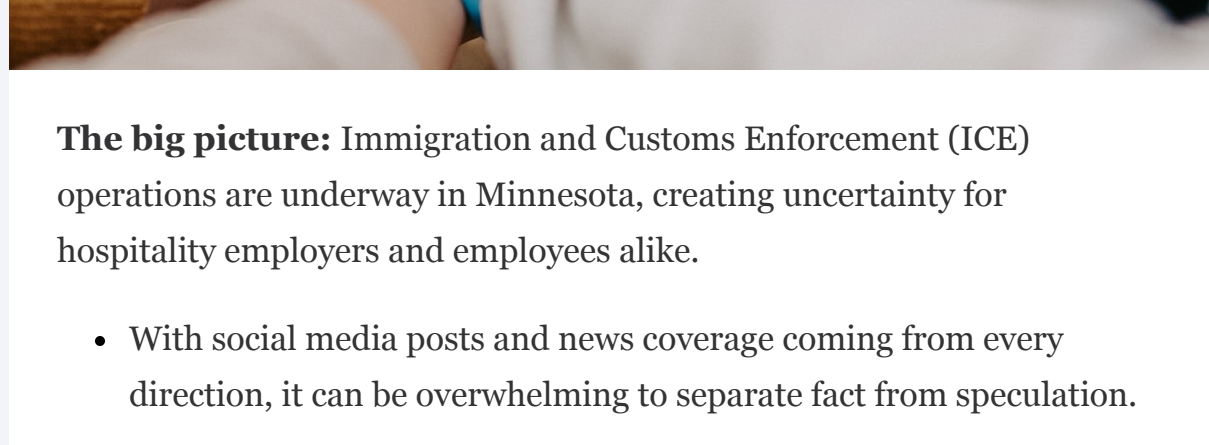 The big picture: Immigration and Customs Enforcement (ICE)
operations are underway in Minnesota, creating uncertainty for
hospitality employers and employees alike.
• With social media posts and news coverage coming from every
direction, it can be overwhelming to separate fact from speculation.